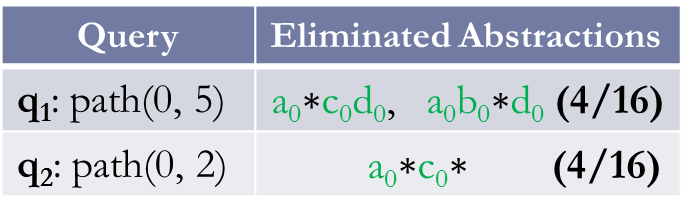 Query Eliminated Abstractions
q₁: path(0, 5) a₀*c₀d₀, a₀b₀*d₀ (4/16)
q₂: path(0, 2) a₀*c₀* (4/16)